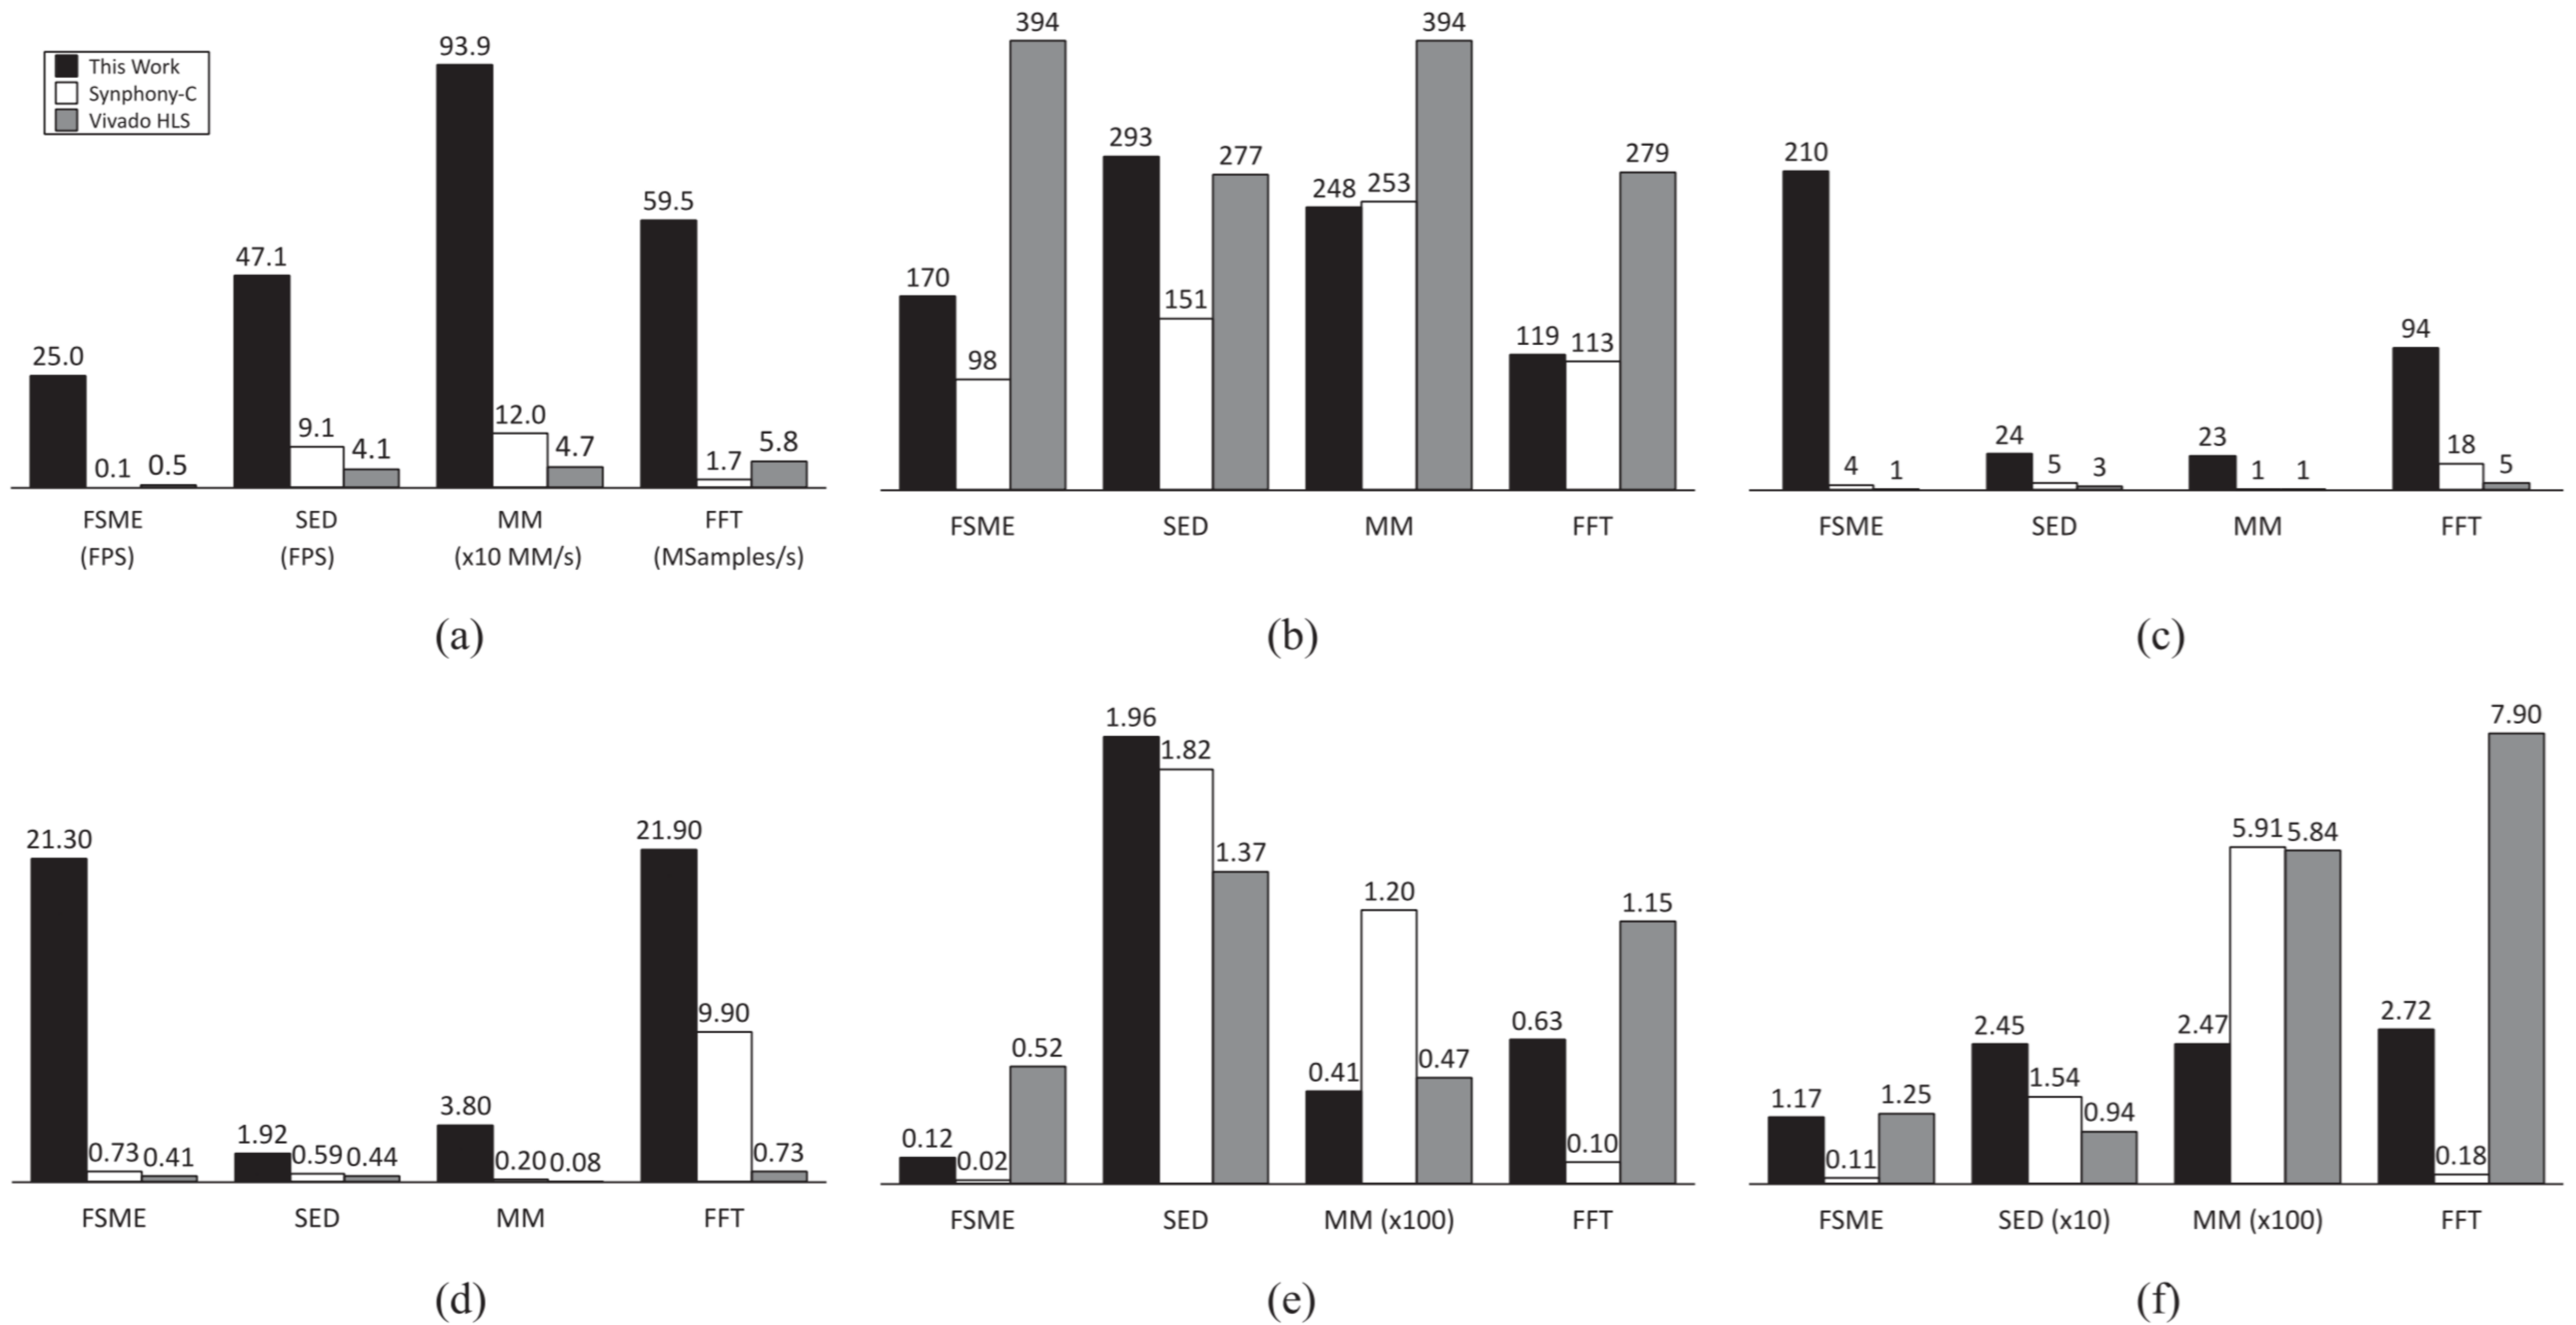 This Work
Synphony-C
Vivado HLS
25.0 0.1 0.5 47.1 9.1 4.1 93.9 12.0 4.7 59.5 1.7 5.8
FSME SED MM FFT
(FPS) (FPS) (x10 MM/s) (MSamples/s)
(a)
170 98 394 293 151 277 248 253 394 119 113 279
FSME SED MM FFT
(b)
210 4 1 24 5 3 23 1 1 94 18 5
FSME SED MM FFT
(c)
21.30 0.73 0.41 1.92 0.59 0.44 3.80 0.20 0.08 21.90 9.90 0.73
FSME SED MM FFT
(d)
0.12 0.02 0.52 1.96 1.82 1.37 0.41 1.20 0.47 0.63 0.10 1.15
FSME SED MM (x100) FFT
(e)
1.17 0.11 1.25 2.45 1.54 0.94 2.47 5.91 5.84 2.72 0.18 7.90
FSME SED (x10) MM (x100) FFT
(f)